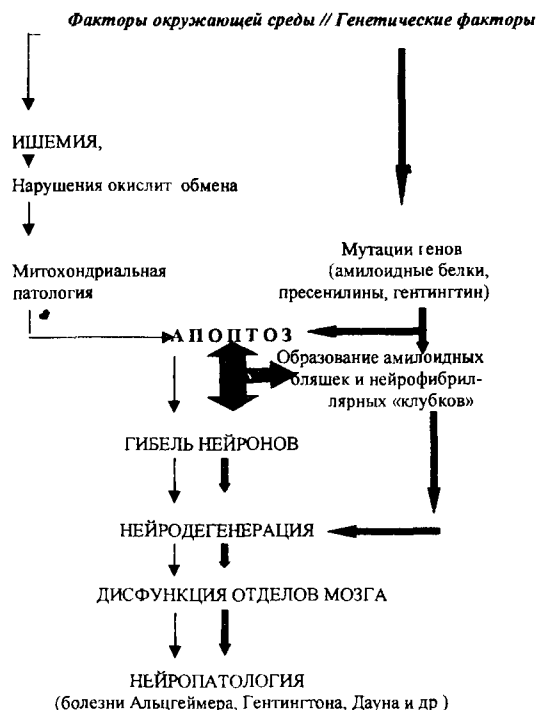 Факторы окружающей среды // Генетические факторы
ИШЕМИЯ,
Нарушения окислит обмена
Митохондриальная
патология
Мутации генов
(амилоидные белки,
пресенилины, гентингтин)
АПОПТОЗ
Образование амилоидных
бляшек и нейрофибрил-
лярных «клубков»
ГИБЕЛЬ НЕЙРОНОВ
НЕЙРОДЕГЕНЕРАЦИЯ
ДИСФУНКЦИЯ ОТДЕЛОВ МОЗГА
НЕЙРОПАТОЛОГИЯ
(болезни Альцгеймера, Гентингтона, Дауна и др )